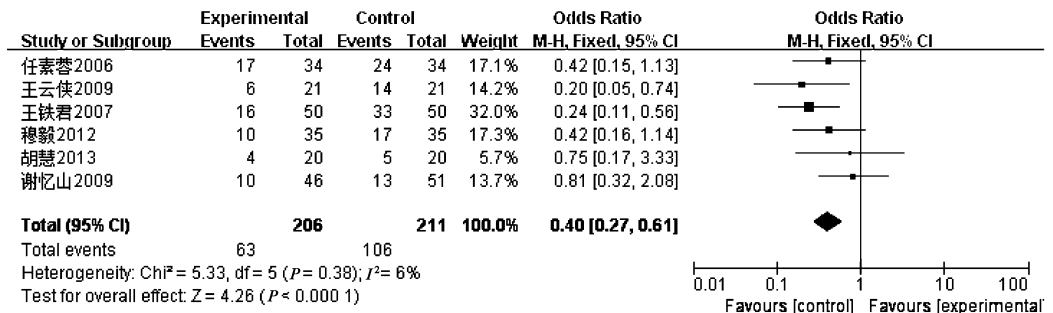 Experimental Control Odds Ratio Odds Ratio
Study or Subgroup Events Total Events Total Weight M-H, Fixed, 95% CI M-H, Fixed, 95% CI
任素蓉2006 17 34 24 34 17.1% 0.42 [0.15, 1.13]
王云侠2009 6 21 14 21 14.2% 0.20 [0.05, 0.74]
王铁君2007 16 50 33 50 32.0% 0.24 [0.11, 0.56]
穆毅2012 10 35 17 35 17.3% 0.42 [0.16, 1.14]
胡慧2013 4 20 5 20 5.7% 0.75 [0.17, 3.33]
谢忆山2009 10 46 13 51 13.7% 0.81 [0.32, 2.08]
Total (95% CI) 206 211 100.0% 0.40 [0.27, 0.61]
Total events 63 106
Heterogeneity: Chi² = 5.33, df = 5 (P = 0.38); I² = 6%
Test for overall effect: Z = 4.26 (P < 0.000 1)
0.01 0.1 1 10 100
Favours [control] Favours [experimental]